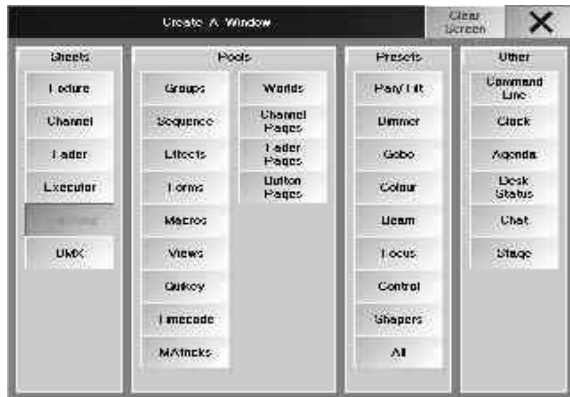 Create A Window
Clear
Screen
Sheets
Pools
Presets
Other
Fixture
Channel
Fader
Executor
DMX
Groups
Sequence
Effects
Forms
Macros
Views
Quikey
Timecode
MAtricks
Worlds
Channel
Pages
Fader
Pages
Button
Pages
Pan/Tilt
Dimmer
Gobo
Colour
Beam
Focus
Control
Shapers
All
Command
Line
Clock
Agenda
Desk
Status
Chat
Stage